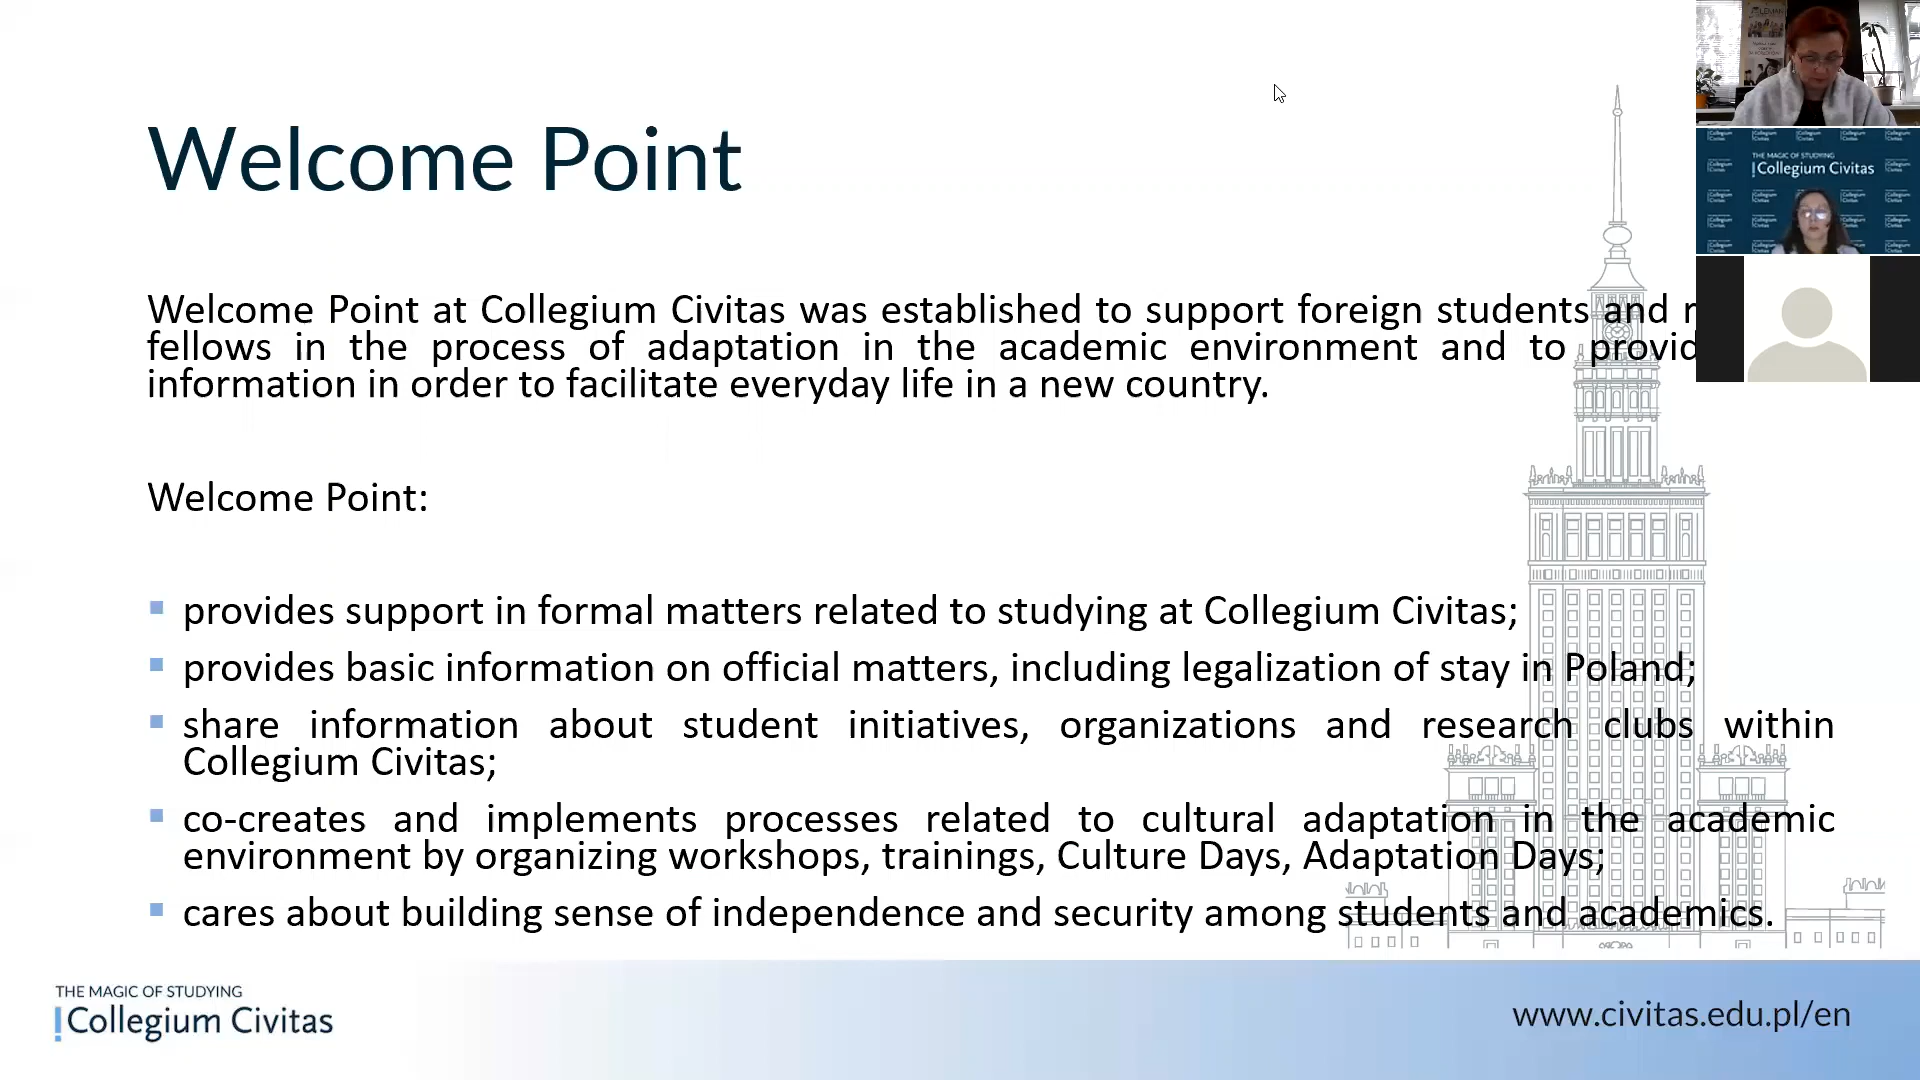 Welcome Point
Welcome Point at Collegium Civitas was established to support foreign students and
fellows in the process of adaptation in the academic environment and to
information in order to facilitate everyday life in a new country.
Welcome Point:
provides support in formal matters related to studying at Collegium Civitas;
provides basic information on official matters, including legalization of stay in Poland;
share information about student initiatives, organizations and research clubs within
Collegium Civitas;
co-creates and implements processes related to cultural adaptation in the academic
environment by organizing workshops, trainings, Culture Days, Adaptation Days;
cares about building sense of independence and security among students and academics.
THE MAGIC OF STUDYING
Collegium Civitas
www.civitas.edu.pl/en
THE MAGIC OF STUDYING
Collegium Civitas